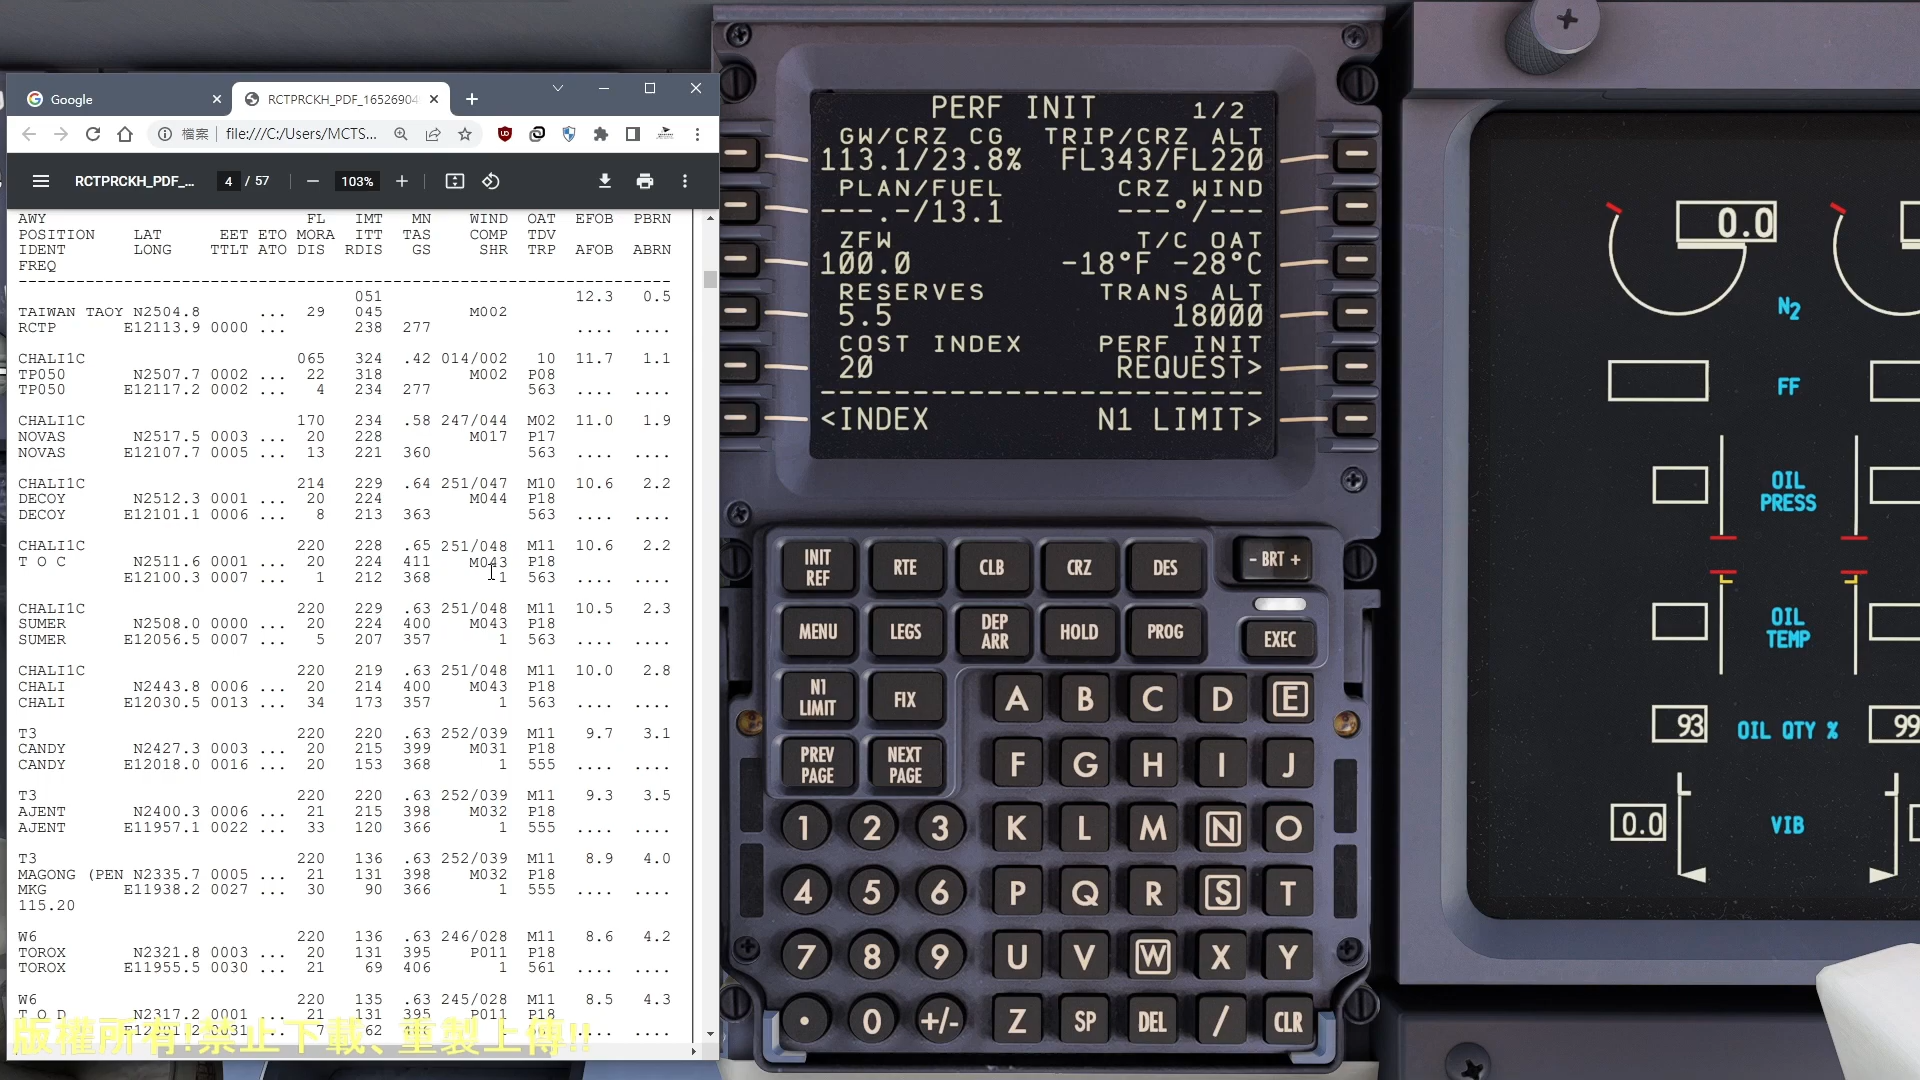 Google
RCTPRCKH_PDF_16526904
檔案 file:///C:/Users/MCTS...
RCTPRCKH_PDF_... 4 / 57 103%
AWY FL IMT MN WIND OAT EFOB PBRN
POSITION LAT EET ETO MORA ITT TAS COMP TDV
IDENT LONG TTLT ATO DIS RDIS GS SHR TRP AFOB ABRN
FREQ
051 12.3 0.5
TAIWAN TAOY N2504.8 ... 29 045 M002
RCTP E12113.9 0000 ... 238 277 .... ....
CHALI1C 065 324 .42 014/002 10 11.7 1.1
TP050 N2507.7 0002 ... 22 318 M002 P08
TP050 E12117.2 0002 ... 4 234 277 563 .... ....
CHALI1C 170 234 .58 247/044 M02 11.0 1.9
NOVAS N2517.5 0003 ... 20 228 M017 P17
NOVAS E12107.7 0005 ... 13 221 360 563 .... ....
CHALI1C 214 229 .64 251/047 M10 10.6 2.2
DECOY N2512.3 0001 ... 20 224 M044 P18
DECOY E12101.1 0006 ... 8 213 363 563 .... ....
CHALI1C 220 228 .65 251/048 M11 10.6 2.2
T O C N2511.6 0001 ... 20 224 411 M043 P18
E12100.3 0007 ... 1 212 368 1 563 .... ....
CHALI1C 220 229 .63 251/048 M11 10.5 2.3
SUMER N2508.0 0000 ... 20 224 400 M043 P18
SUMER E12056.5 0007 ... 5 207 357 1 563 .... ....
CHALI1C 220 219 .63 251/048 M11 10.0 2.8
CHALI N2443.8 0006 ... 20 214 400 M043 P18
CHALI E12030.5 0013 ... 34 173 357 1 563 .... ....
T3 220 220 .63 252/039 M11 9.7 3.1
CANDY N2427.3 0003 ... 20 215 399 M031 P18
CANDY E12018.0 0016 ... 20 153 368 1 555 .... ....
T3 220 220 .63 252/039 M11 9.3 3.5
AJENT N2400.3 0006 ... 21 215 398 M032 P18
AJENT E11957.1 0022 ... 33 120 366 1 555 .... ....
T3 220 136 .63 252/039 M11 8.9 4.0
MAGONG (PEN N2335.7 0005 ... 21 131 398 M032 P18
MKG E11938.2 0027 ... 30 90 366 1 555 .... ....
115.20
W6 220 136 .63 246/028 M11 8.6 4.2
TOROX N2321.8 0003 ... 20 131 395 P011 P18
TOROX E11955.5 0030 ... 21 69 406 1 561 .... ....
W6 220 135 .63 245/028 M11 8.5 4.3
T O D N2317.2 0001 ... 21 131 395 P011 P18
7 62
版權所有!禁止下載、重製上傳!!
PERF INIT 1/2
GW/CRZ CG TRIP/CRZ ALT
113.1/23.8% FL343/FL220
PLAN/FUEL CRZ WIND
---.-/13.1 ---°/---
ZFW T/C OAT
100.0 -18°F -28°C
RESERVES TRANS ALT
5.5 18000
COST INDEX PERF INIT
20 REQUEST>
<INDEX N1 LIMIT>
INIT REF RTE CLB CRZ DES - BRT +
MENU LEGS DEP ARR HOLD PROG EXEC
N1 LIMIT FIX A B C D E
PREV PAGE NEXT PAGE F G H I J
1 2 3 K L M N O
4 5 6 P Q R S T
7 8 9 U V W X Y
. 0 +/- Z SP DEL / CLR
0.0
N2
FF
OIL PRESS
OIL TEMP
93 OIL QTY % 99
0.0 VIB